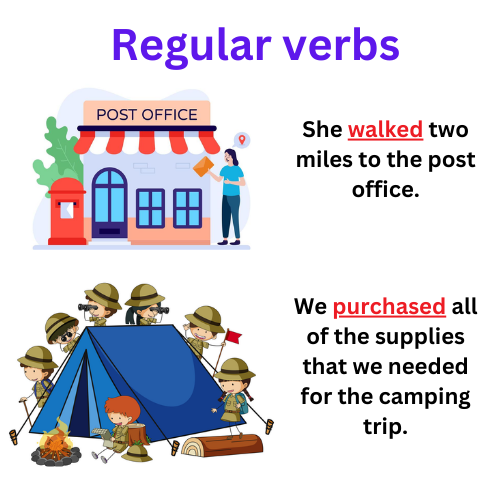 Regular verbs
POST OFFICE
She walked two
miles to the post
office.
We purchased all
of the supplies
that we needed
for the camping
trip.